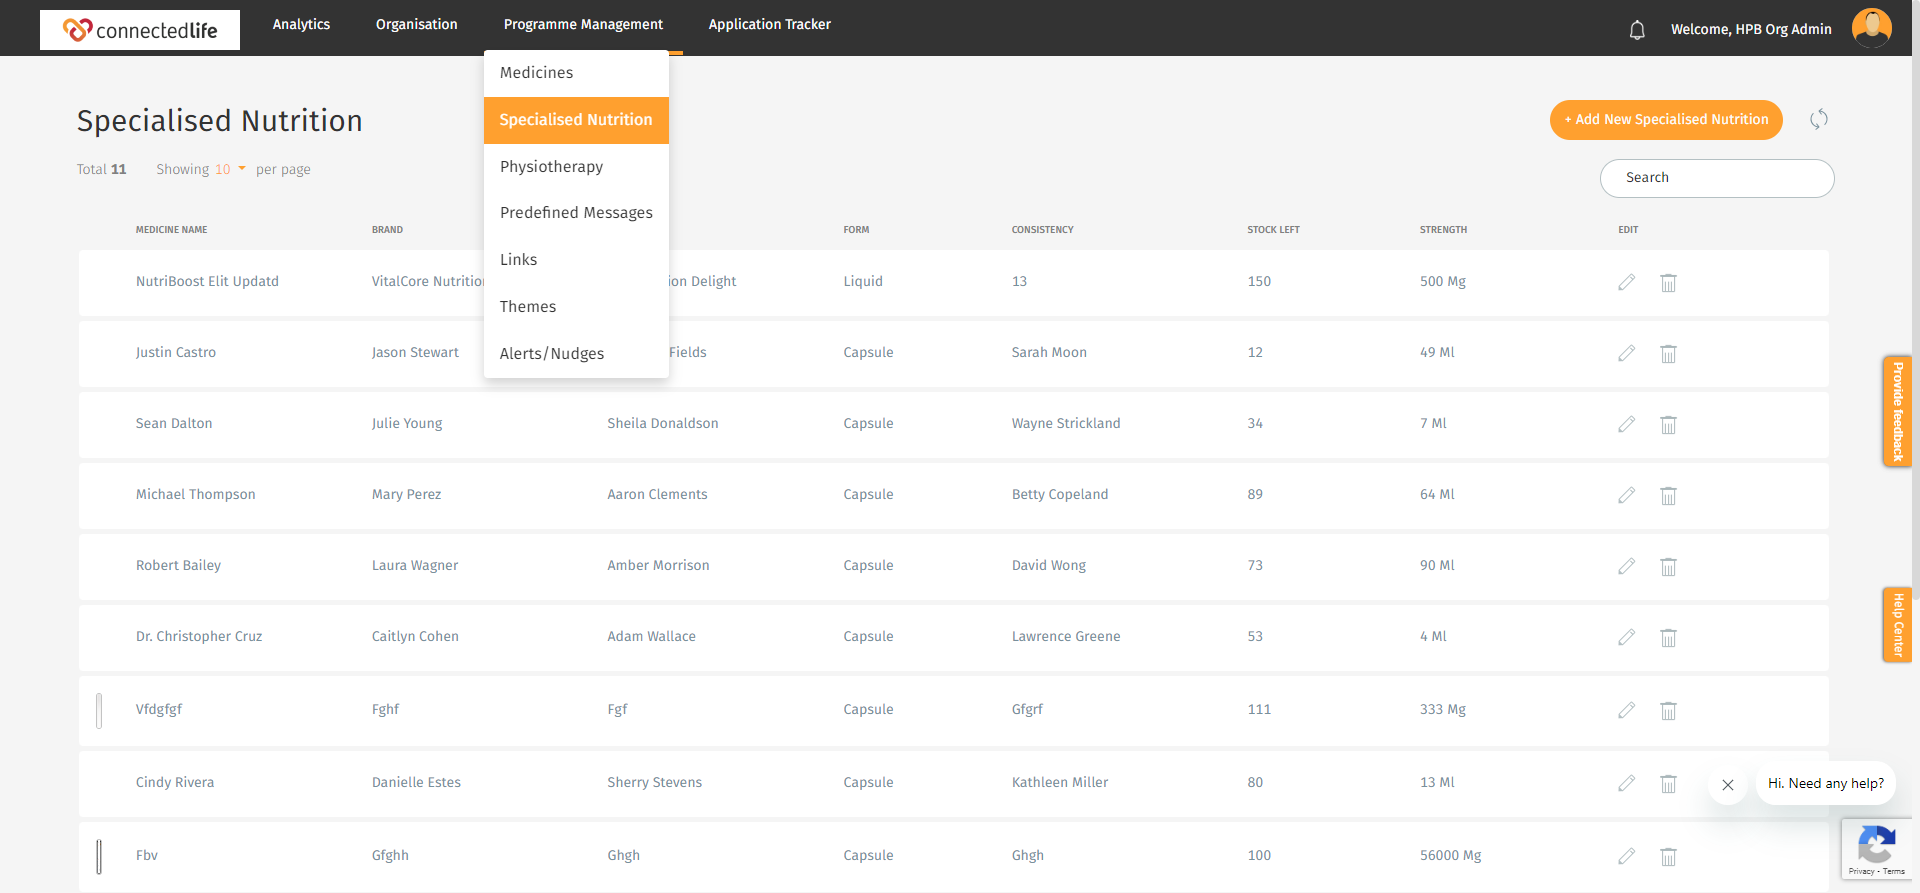 connectedlife
Analytics
Organisation
Programme Management
Application Tracker
Welcome, HPB Org Admin
Medicines
Specialised Nutrition
Physiotherapy
Predefined Messages
Links
Themes
Alerts/Nudges
Specialised Nutrition
+ Add New Specialised Nutrition
Total 11 Showing 10 per page
Search
MEDICINE NAME BRAND FORM CONSISTENCY STOCK LEFT STRENGTH EDIT
NutriBoost Elit Updatd VitalCore Nutrition Delight Liquid 13 150 500 Mg
Justin Castro Jason Stewart Fields Capsule Sarah Moon 12 49 Ml
Sean Dalton Julie Young Sheila Donaldson Capsule Wayne Strickland 34 7 Ml
Michael Thompson Mary Perez Aaron Clements Capsule Betty Copeland 89 64 Ml
Robert Bailey Laura Wagner Amber Morrison Capsule David Wong 73 90 Ml
Dr. Christopher Cruz Caitlyn Cohen Adam Wallace Capsule Lawrence Greene 53 4 Ml
Vfdgfgf Fghf Fgf Capsule Gfgrf 111 333 Mg
Cindy Rivera Danielle Estes Sherry Stevens Capsule Kathleen Miller 80 13 Ml
Fbv Gfghh Ghgh Capsule Ghgh 100 56000 Mg
Provide feedback
Help Center
Hi. Need any help?
Privacy - Terms